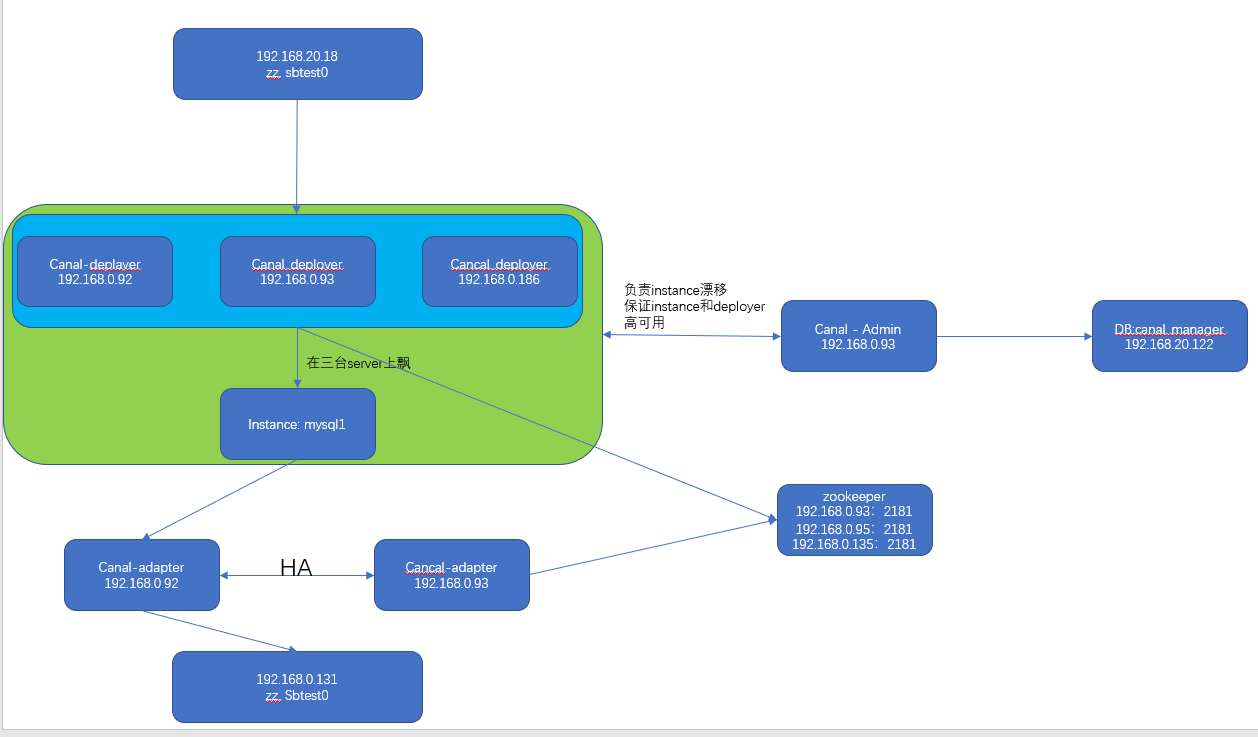 192.168.20.18
zz. sbtest0
Canal-deplayer
192.168.0.92
Canal deployer
192.168.0.93
Cancal deployer
192.168.0.186
负责instance漂移
保证instance和deployer
高可用
Canal - Admin
192.168.0.93
DB:canal_manager
192.168.20.122
在三台server上飘
Instance: mysql1
zookeeper
192.168.0.93：2181
192.168.0.95：2181
192.168.0.135：2181
Canal-adapter
192.168.0.92
HA
Cancal-adapter
192.168.0.93
192.168.0.131
zz. Sbtest0